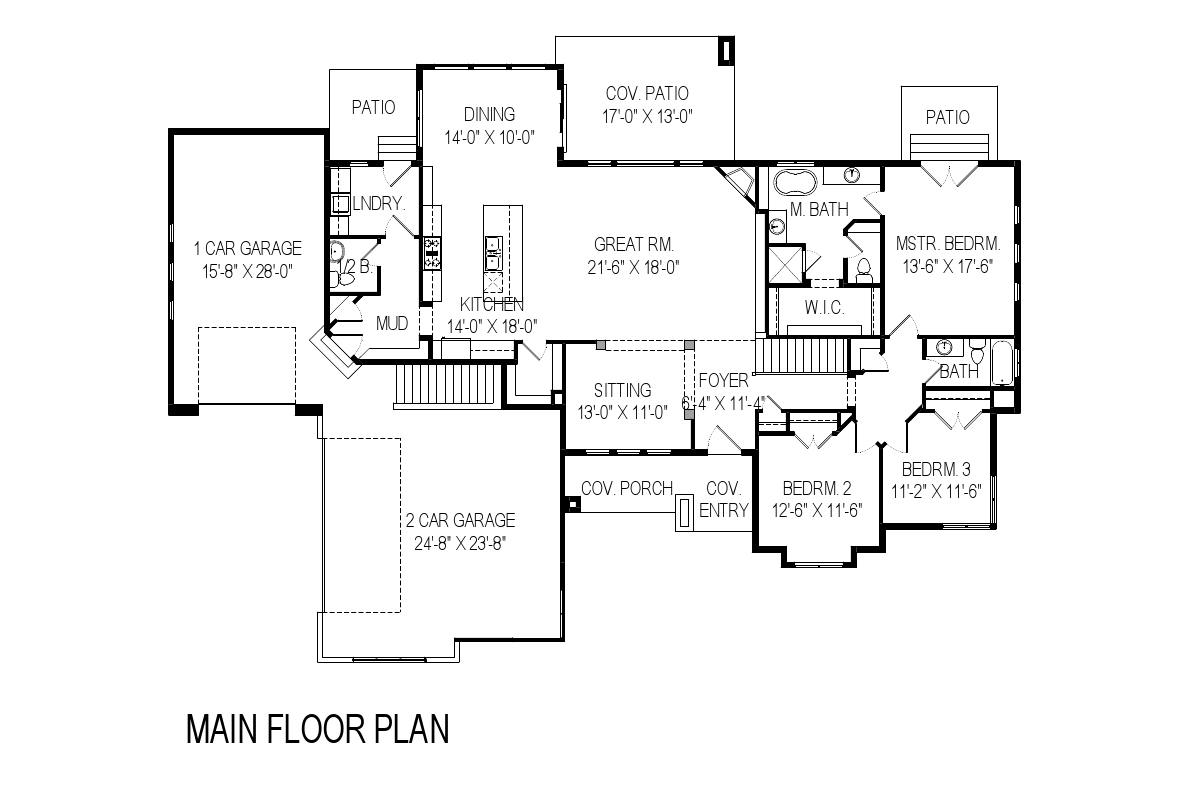 COV. PATIO
17'-0" X 13'-0"
PATIO
DINING
14'-0" X 10'-0"
PATIO
LNDRY.
M. BATH
1 CAR GARAGE
15'-8" X 28'-0"
GREAT RM.
21'-6" X 18'-0"
MSTR. BEDRM.
13'-6" X 17'-6"
1/2 B.
KITCHEN
14'-0" X 18'-0"
MUD
W.I.C.
SITTING
13'-0" X 11'-0"
FOYER
6'-4" X 11'-4"
BATH
BEDRM. 3
11'-2" X 11'-6"
COV. PORCH
COV.
ENTRY
BEDRM. 2
12'-6" X 11'-6"
2 CAR GARAGE
24'-8" X 23'-8"
MAIN FLOOR PLAN